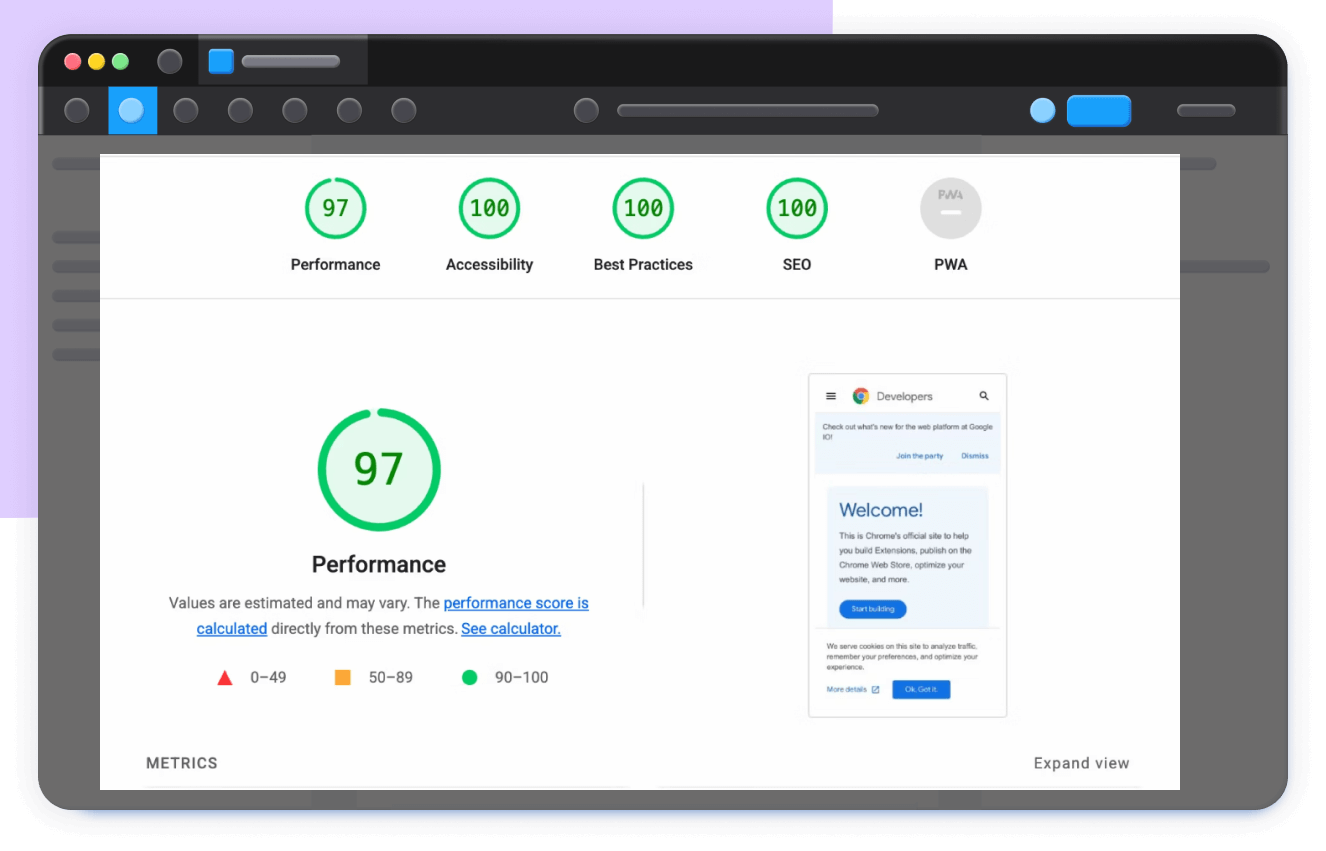 97
100
100
100
PWA
Performance
Accessibility
Best Practices
SEO
PWA
97
Performance
Values are estimated and may vary. The performance score is
calculated directly from these metrics. See calculator.
0–49
50–89
90–100
Developers
Check out what's new for the web platform at Google
IO!
Join the party
Dismiss
Welcome!
This is Chrome's official site to help
you build Extensions, publish on the
Chrome Web Store, optimize your
website, and more.
Start building
We serve cookies on this site to analyze traffic,
remember your preferences, and optimize your
experience.
More details
Ok, Got it.
METRICS
Expand view